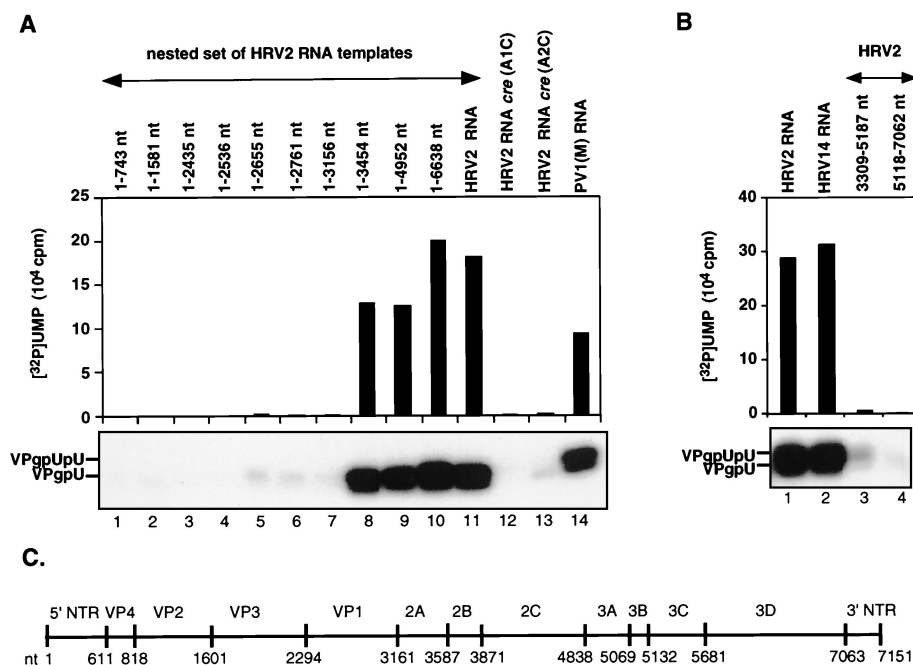 A
nested set of HRV2 RNA templates
1-743 nt
1-1581 nt
1-2435 nt
1-2536 nt
1-2655 nt
1-2761 nt
1-3156 nt
1-3454 nt
1-4952 nt
1-6638 nt
HRV2 RNA
HRV2 RNA cre (A1C)
HRV2 RNA cre (A2C)
PV1(M) RNA
[³²P]UMP (10⁴ cpm)
25
20
15
10
5
0
VPgpUpU
VPgpU
1 2 3 4 5 6 7 8 9 10 11 12 13 14
B
HRV2
HRV2 RNA
HRV14 RNA
3309-5187 nt
5118-7062 nt
[³²P]UMP (10⁴ cpm)
40
30
20
10
0
VPgpUpU
VPgpU
1 2 3 4
C.
5' NTR VP4 VP2 VP3 VP1 2A 2B 2C 3A 3B 3C 3D 3' NTR
nt 1 611 818 1601 2294 3161 3587 3871 4838 5069 5132 5681 7063 7151